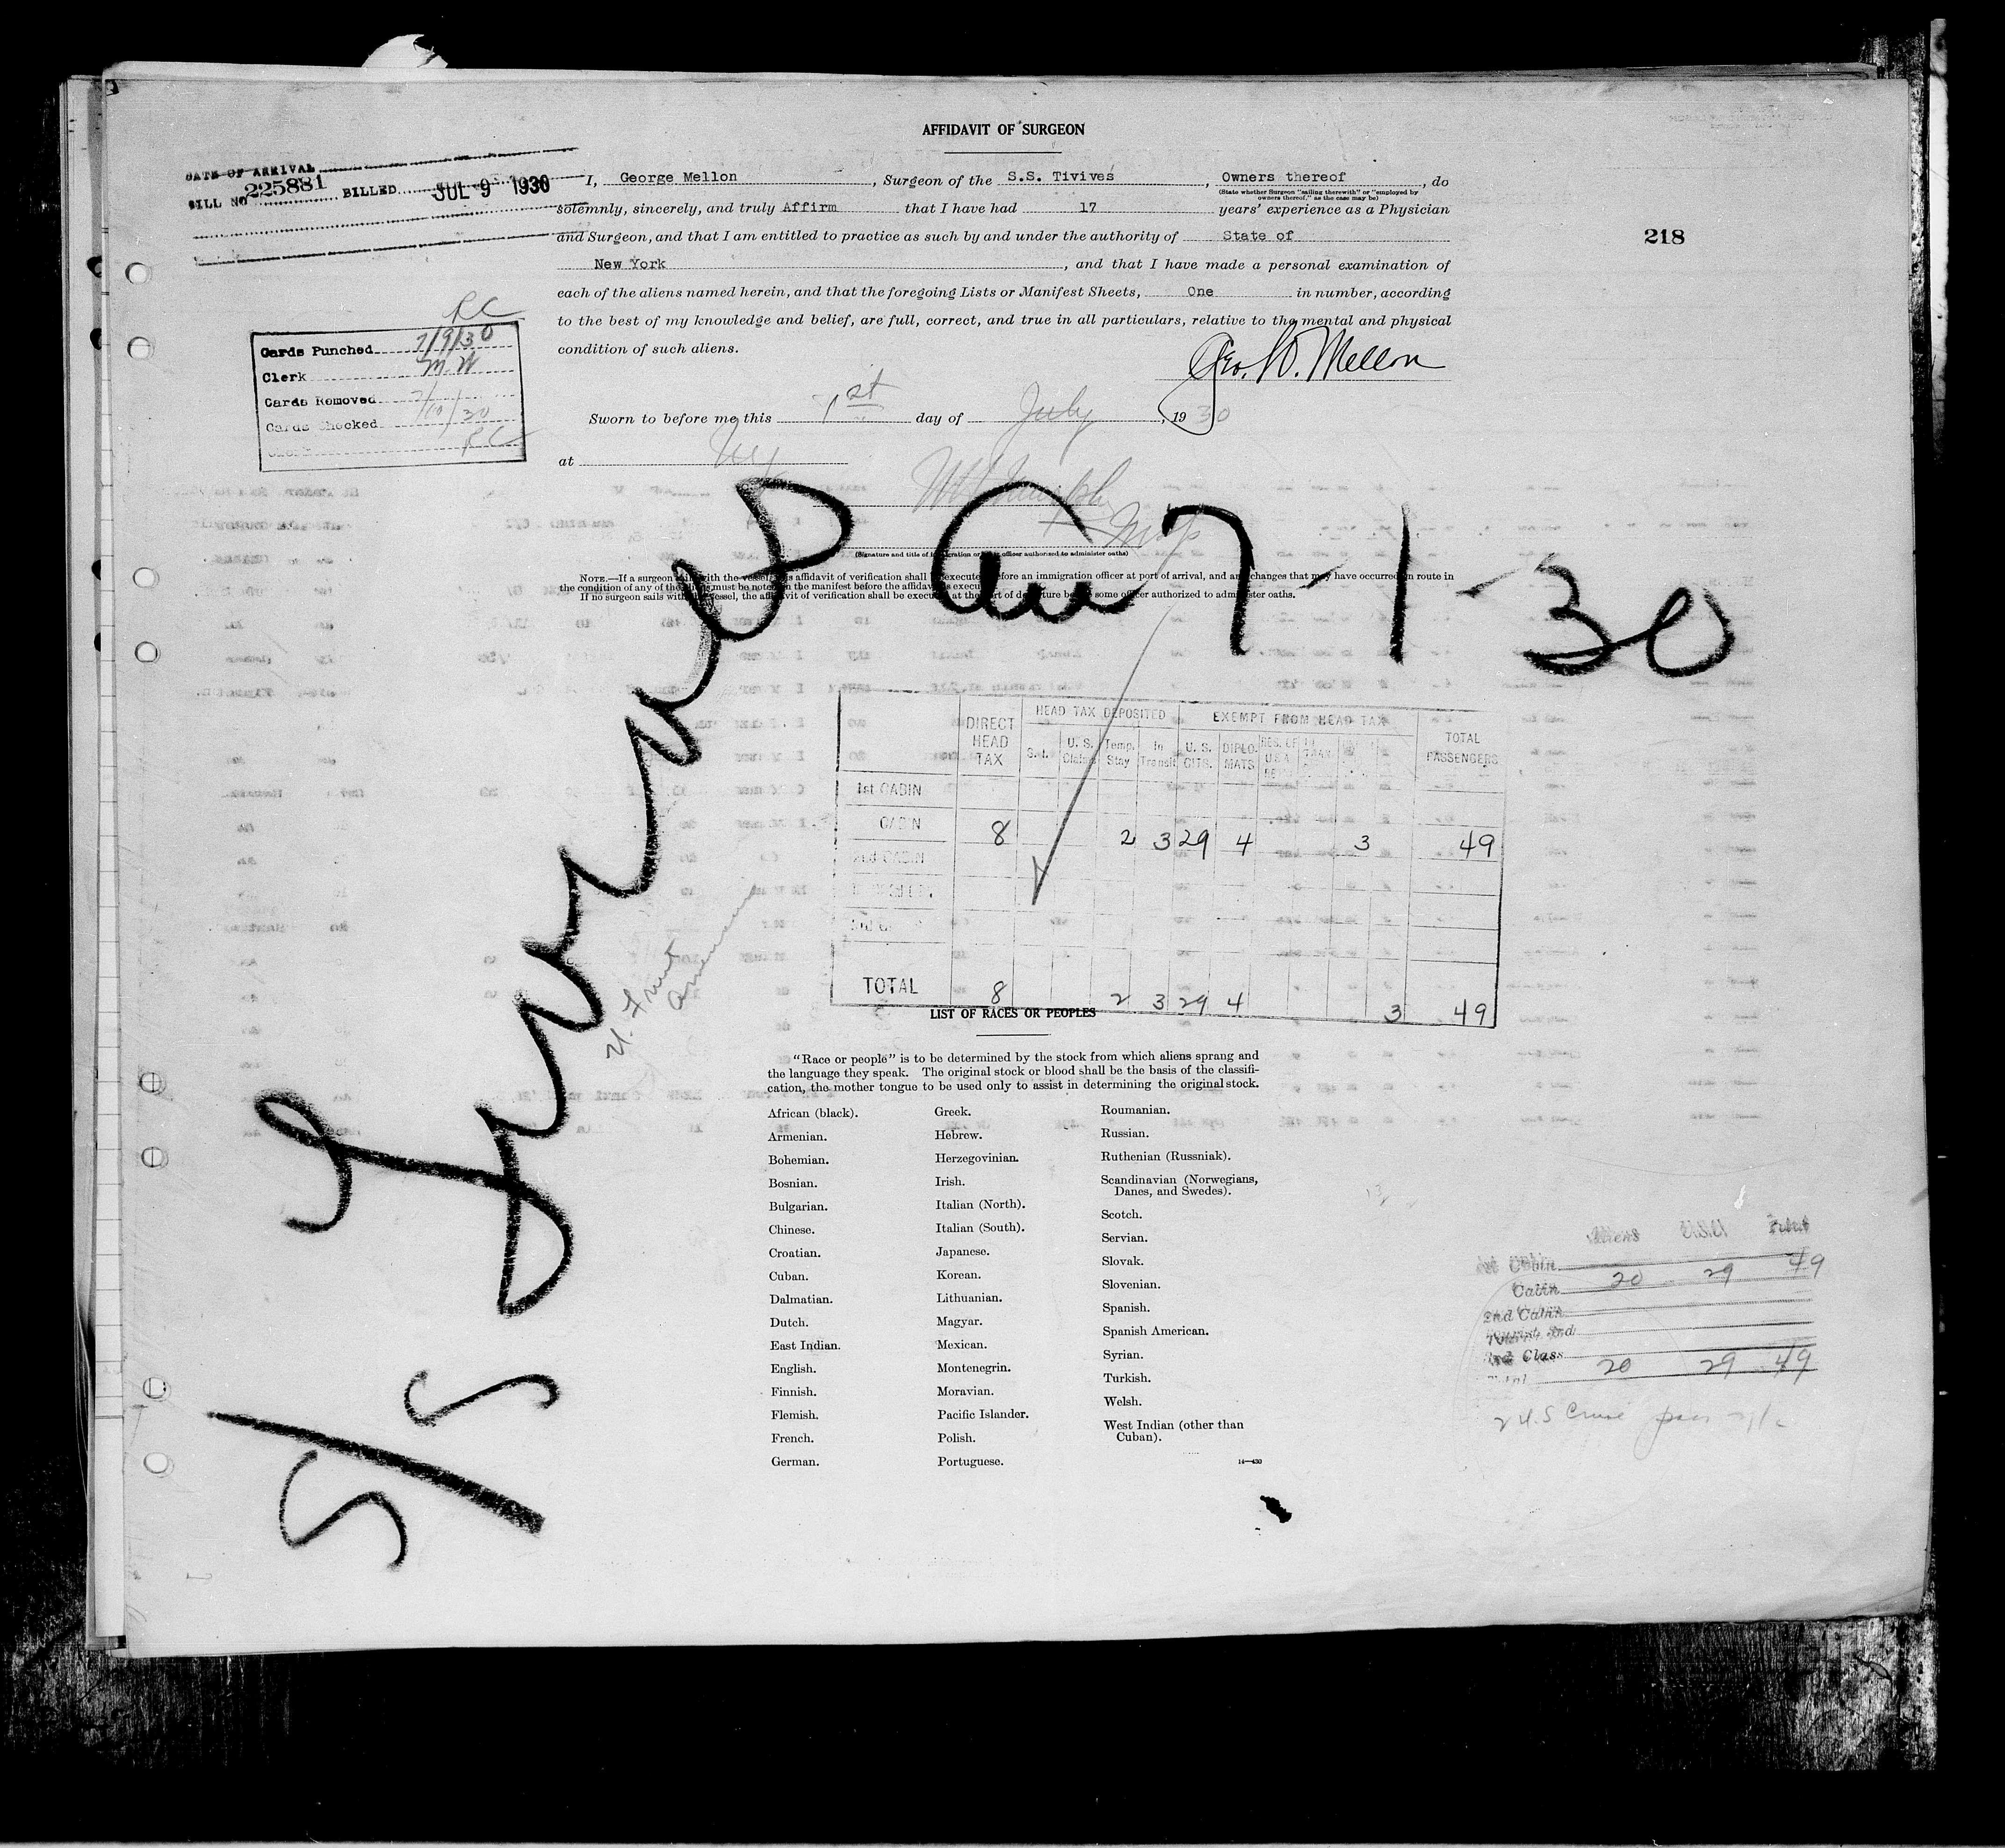 AFFIDAVIT OF SURGEON
DATE OF ARRIVAL
BILL NO. 225881 BILLED JUL 9 1930
218
I, George Mellon, Surgeon of the S.S. Tivives, Owners thereof, do
(State whether Surgeon "sailing therewith" or "employed by
owners thereof," as the case may be)
solemnly, sincerely, and truly Affirm that I have had 17 years' experience as a Physician
and Surgeon, and that I am entitled to practice as such by and under the authority of State of
New York, and that I have made a personal examination of
each of the aliens named herein, and that the foregoing Lists or Manifest Sheets, One in number, according
to the best of my knowledge and belief, are full, correct, and true in all particulars, relative to the mental and physical
condition of such aliens.
Geo. W. Mellon
Sworn to before me this 1st day of July, 1930
at NY
(Signature and title of immigration or other officer authorized to administer oaths)
RC
Cards Punched 7/9/30
Clerk M.W
Cards Removed
7/10/30
Cards Checked
RC
NOTE.—If a surgeon sails with the vessel, this affidavit of verification shall be executed before an immigration officer at port of arrival, and any changes that may have occurred en route in
the condition of any of the aliens must be noted on the manifest before the affidavit is executed.
If no surgeon sails with the vessel, the affidavit of verification shall be executed at the port of departure before some officer authorized to administer oaths.
S/S Tivives
7-1-30
U. Fruit
DIRECT HEAD TAX HEAD TAX DEPOSITED EXEMPT FROM HEAD TAX TOTAL PASSENGERS
U. S. Claim Temp. Stay In Transit U. S. CITS. DIPLO. MATS RES. OF U S A
1st CABIN
CABIN 8 2 3 29 4 3 49
2nd CABIN
TOTAL 8 2 3 29 4 3 49
LIST OF RACES OR PEOPLES
"Race or people" is to be determined by the stock from which aliens sprang and
the language they speak. The original stock or blood shall be the basis of the classifi-
cation, the mother tongue to be used only to assist in determining the original stock.
African (black).
Armenian.
Bohemian.
Bosnian.
Bulgarian.
Chinese.
Croatian.
Cuban.
Dalmatian.
Dutch.
East Indian.
English.
Finnish.
Flemish.
French.
German.
Greek.
Hebrew.
Herzegovinian.
Irish.
Italian (North).
Italian (South).
Japanese.
Korean.
Lithuanian.
Magyar.
Mexican.
Montenegrin.
Moravian.
Pacific Islander.
Polish.
Portuguese.
Roumanian.
Russian.
Ruthenian (Russniak).
Scandinavian (Norwegians,
Danes, and Swedes).
Scotch.
Servian.
Slovak.
Slovenian.
Spanish.
Spanish American.
Syrian.
Turkish.
Welsh.
West Indian (other than
Cuban).
14—430
Aliens U.S.C. Total
1st Cabin
Cabin 20 29 49
2nd Cabin
Tourist 3rd
3rd Class
Total 20 29 49